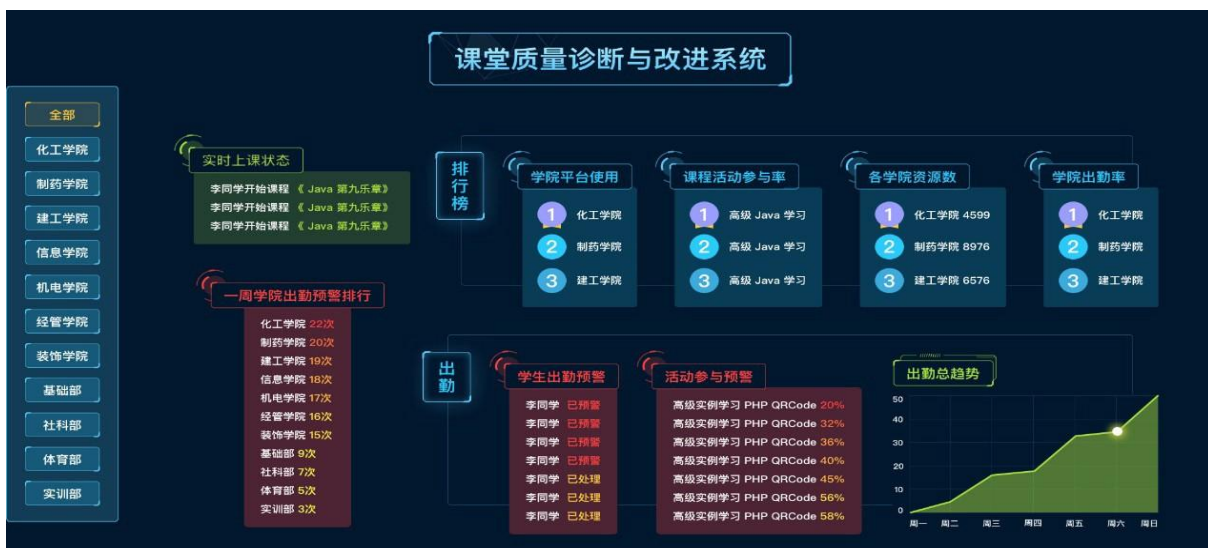 课堂质量诊断与改进系统
全部
化工学院
制药学院
建工学院
信息学院
机电学院
经管学院
装饰学院
基础部
社科部
体育部
实训部
实时上课状态
李同学开始课程 《 Java 第九乐章》
李同学开始课程 《 Java 第九乐章》
李同学开始课程 《 Java 第九乐章》
一周学院出勤预警排行
化工学院 22次
制药学院 20次
建工学院 19次
信息学院 18次
机电学院 17次
经管学院 16次
装饰学院 15次
基础部 9次
社科部 7次
体育部 5次
实训部 3次
排行榜
学院平台使用
1 化工学院
2 制药学院
3 建工学院
课程活动参与率
1 高级 Java 学习
2 高级 Java 学习
3 高级 Java 学习
各学院资源数
1 化工学院 4599
2 制药学院 8976
3 建工学院 6576
学院出勤率
1 化工学院
2 制药学院
3 建工学院
出勤
学生出勤预警
李同学 已预警
李同学 已预警
李同学 已预警
李同学 已预警
李同学 已处理
李同学 已处理
李同学 已处理
活动参与预警
高级实例学习 PHP QRCode 20%
高级实例学习 PHP QRCode 32%
高级实例学习 PHP QRCode 36%
高级实例学习 PHP QRCode 40%
高级实例学习 PHP QRCode 45%
高级实例学习 PHP QRCode 56%
高级实例学习 PHP QRCode 58%
出勤总趋势
50
40
30
20
10
0
周一 周二 周三 周四 周五 周六 周日